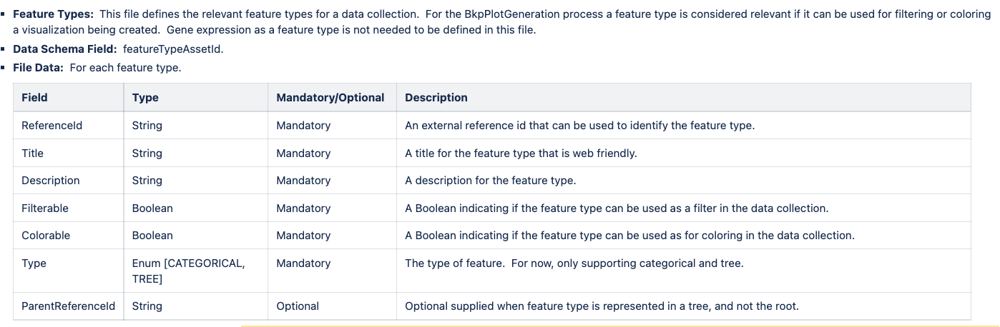 Feature Types: This file defines the relevant feature types for a data collection. For the BkpPlotGeneration process a feature type is considered relevant if it can be used for filtering or coloring
a visualization being created. Gene expression as a feature type is not needed to be defined in this file.
Data Schema Field: featureTypeAssetId.
File Data: For each feature type.
Field Type Mandatory/Optional Description
ReferenceId String Mandatory An external reference id that can be used to identify the feature type.
Title String Mandatory A title for the feature type that is web friendly.
Description String Mandatory A description for the feature type.
Filterable Boolean Mandatory A Boolean indicating if the feature type can be used as a filter in the data collection.
Colorable Boolean Mandatory A Boolean indicating if the feature type can be used as for coloring in the data collection.
Type Enum [CATEGORICAL, Mandatory The type of feature. For now, only supporting categorical and tree.
TREE]
ParentReferenceId String Optional Optional supplied when feature type is represented in a tree, and not the root.